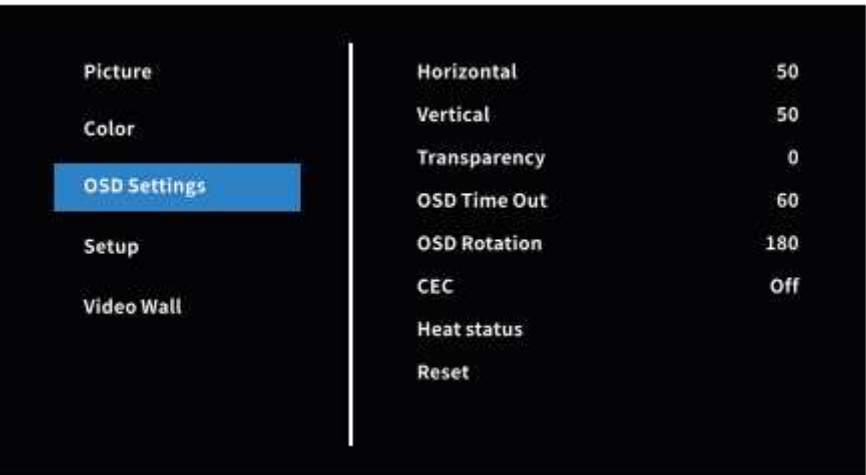 Picture
Color
OSD Settings
Setup
Video Wall
Horizontal 50
Vertical 50
Transparency 0
OSD Time Out 60
OSD Rotation 180
CEC Off
Heat status
Reset